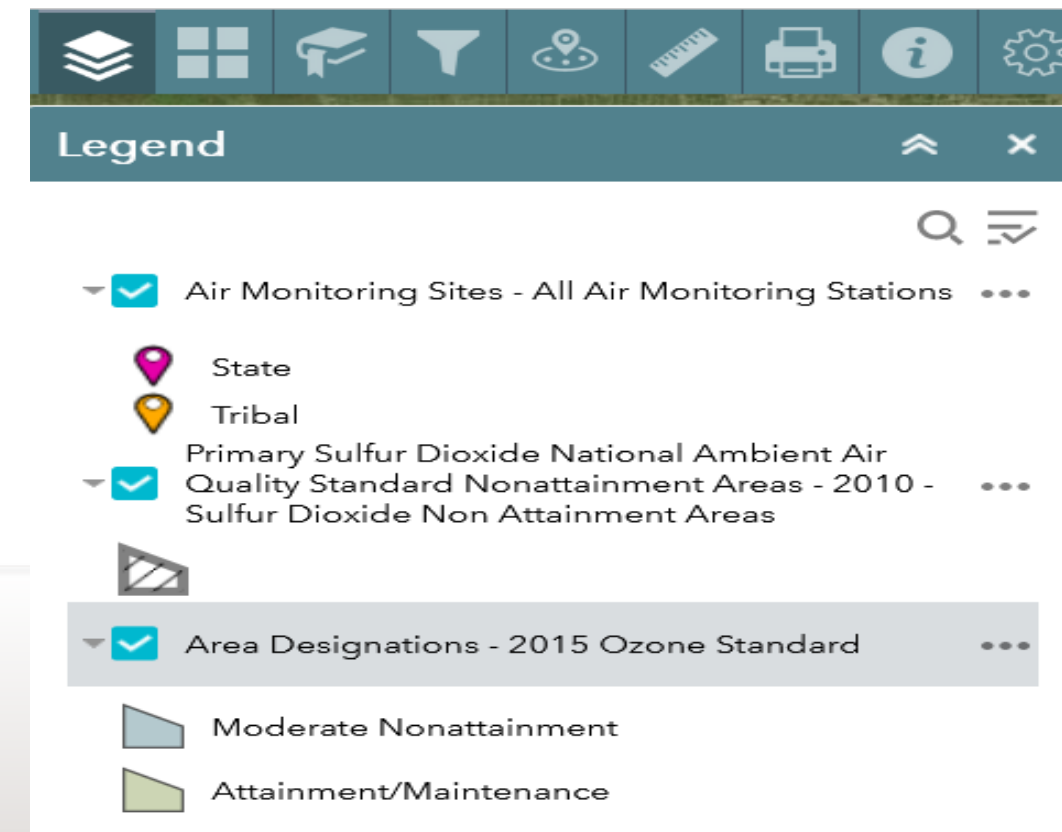 Legend
Air Monitoring Sites - All Air Monitoring Stations
State
Tribal
Primary Sulfur Dioxide National Ambient Air
Quality Standard Nonattainment Areas - 2010 -
Sulfur Dioxide Non Attainment Areas
Area Designations - 2015 Ozone Standard
Moderate Nonattainment
Attainment/Maintenance